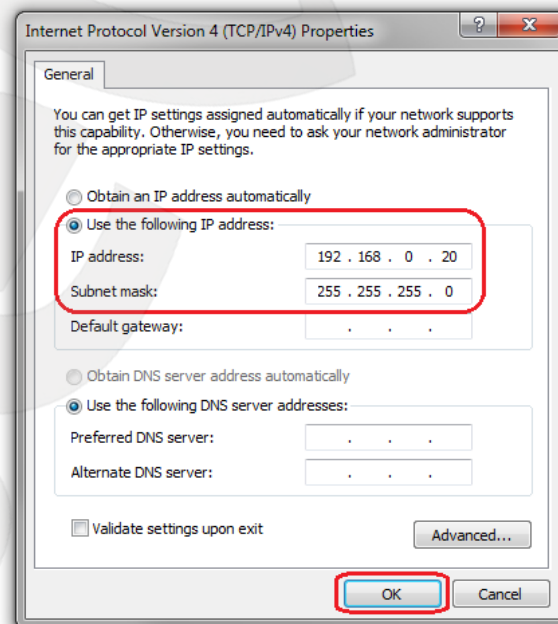 Internet Protocol Version 4 (TCP/IPv4) Properties
General
You can get IP settings assigned automatically if your network supports
this capability. Otherwise, you need to ask your network administrator
for the appropriate IP settings.
Obtain an IP address automatically
Use the following IP address:
IP address: 192 . 168 . 0 . 20
Subnet mask: 255 . 255 . 255 . 0
Default gateway: . . .
Obtain DNS server address automatically
Use the following DNS server addresses:
Preferred DNS server: . . .
Alternate DNS server: . . .
Validate settings upon exit
Advanced...
OK Cancel